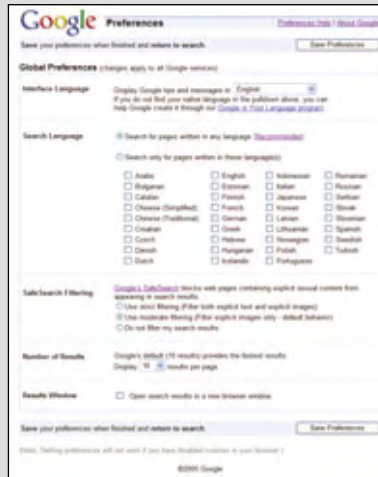 Google Preferences Preferences Help | About Google
Save your preferences when finished and return to search. Save Preferences
Global Preferences (changes apply to all Google services)
Interface Language Display Google tips and messages in: English
If you do not find your native language in the pulldown above, you can
help Google create it through our Google in Your Language program.
Search Language Search for pages written in any language (Recommended).
Search only for pages written in these language(s):
Arabic English Indonesian Romanian
Bulgarian Estonian Italian Russian
Catalan Finnish Japanese Serbian
Chinese (Simplified) French Korean Slovak
Chinese (Traditional) German Latvian Slovenian
Croatian Greek Lithuanian Spanish
Czech Hebrew Norwegian Swedish
Danish Hungarian Polish Turkish
Dutch Icelandic Portuguese
SafeSearch Filtering Google's SafeSearch blocks web pages containing explicit sexual content from
appearing in search results.
Use strict filtering (Filter both explicit text and explicit images)
Use moderate filtering (Filter explicit images only - default behavior)
Do not filter my search results.
Number of Results Google's default (10 results) provides the fastest results.
Display 10 results per page.
Results Window Open search results in a new browser window.
Save your preferences when finished and return to search. Save Preferences
(Note: Setting preferences will not work if you have disabled cookies in your browser.)
©2005 Google